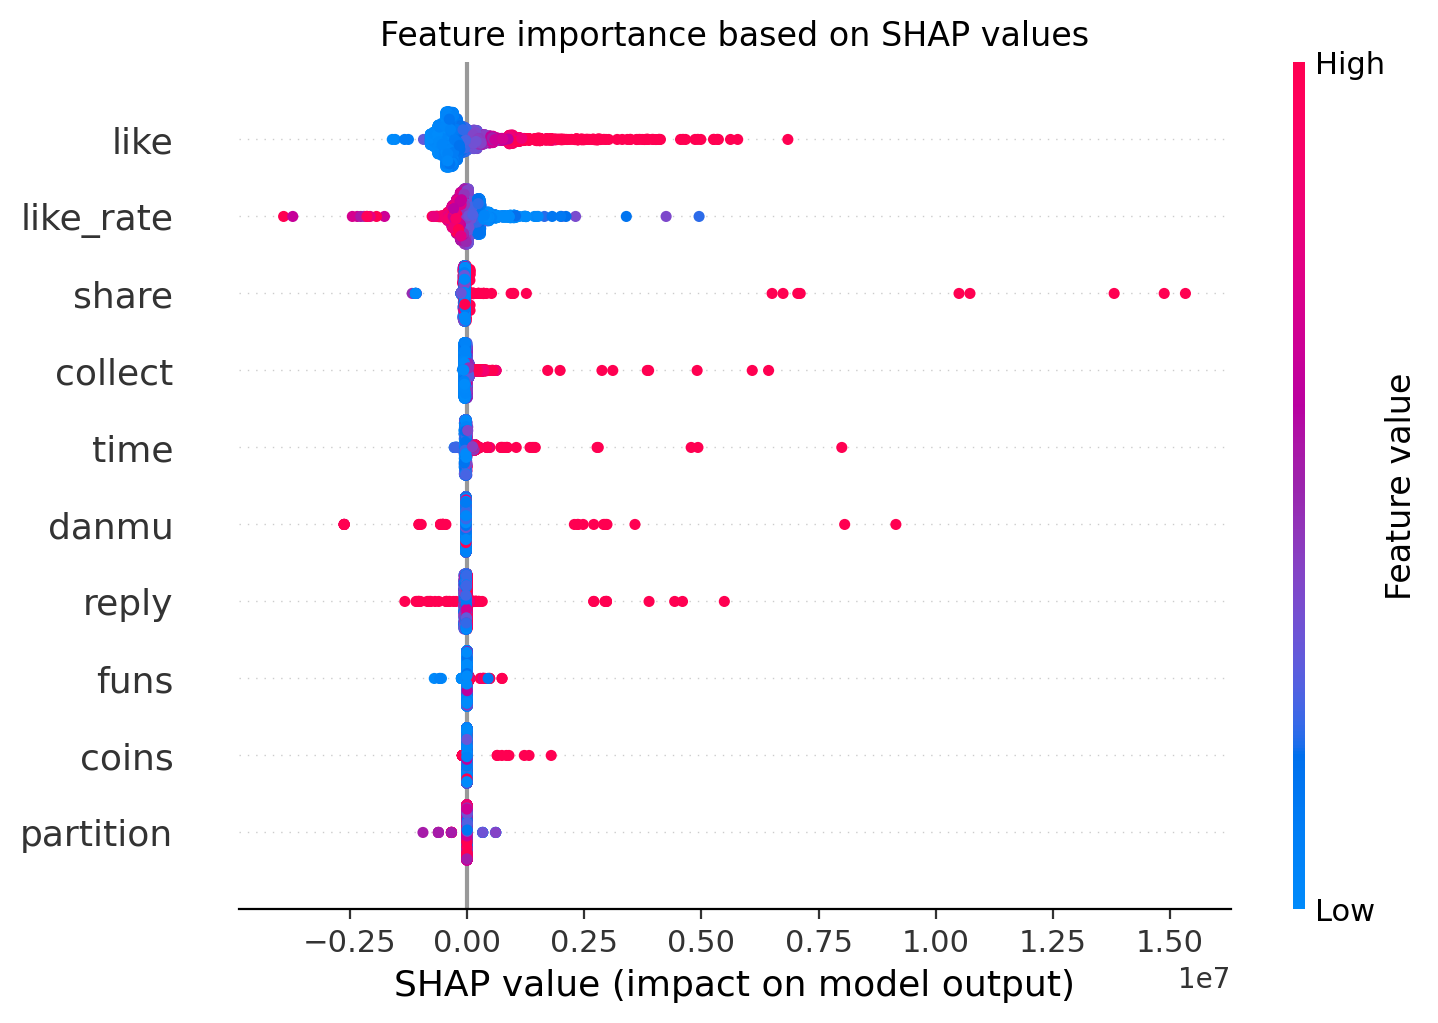 Feature importance based on SHAP values
High
like
like_rate
share
collect
time
danmu
reply
funs
coins
partition
Feature value
Low
−0.25 0.00 0.25 0.50 0.75 1.00 1.25 1.50
1e7
SHAP value (impact on model output)